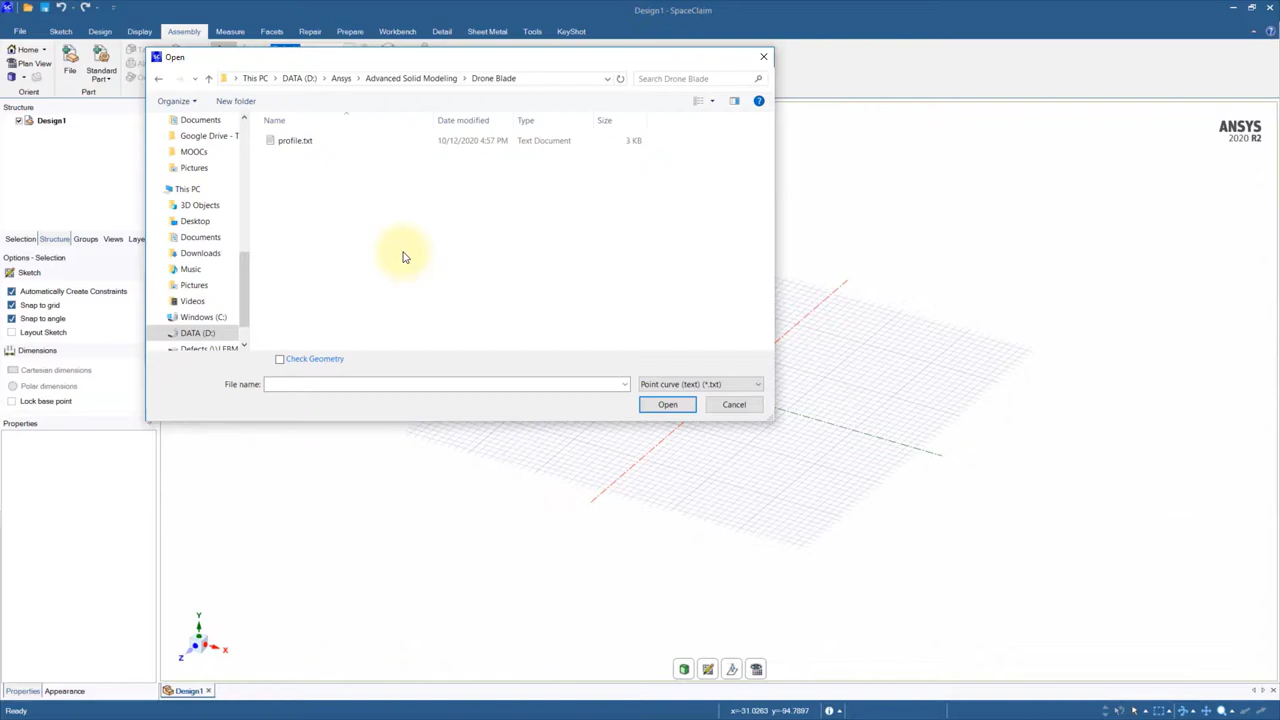 Design1 - SpaceClaim
File Sketch Design Display Assembly Measure Facets Repair Prepare Workbench Detail Sheet Metal Tools KeyShot
Home
Plan View
Orient
File
Standard
Part
Part
Structure
Design1
Selection Structure Groups Views Laye
Options - Selection
Sketch
Automatically Create Constraints
Snap to grid
Snap to angle
Layout Sketch
Dimensions
Cartesian dimensions
Polar dimensions
Lock base point
Properties
Open
This PC > DATA (D:) > Ansys > Advanced Solid Modeling > Drone Blade
Search Drone Blade
Organize
New folder
Documents
Google Drive - T
MOOCs
Pictures
This PC
3D Objects
Desktop
Documents
Downloads
Music
Pictures
Videos
Windows (C:)
DATA (D:)
Name Date modified Type Size
profile.txt 10/12/2020 4:57 PM Text Document 3 KB
Check Geometry
File name:
Point curve (text) (*.txt)
Open
Cancel
ANSYS
2020 R2
Y
X
Z
Properties Appearance
Design1
Ready
x=-31.0263 y=-94.7897